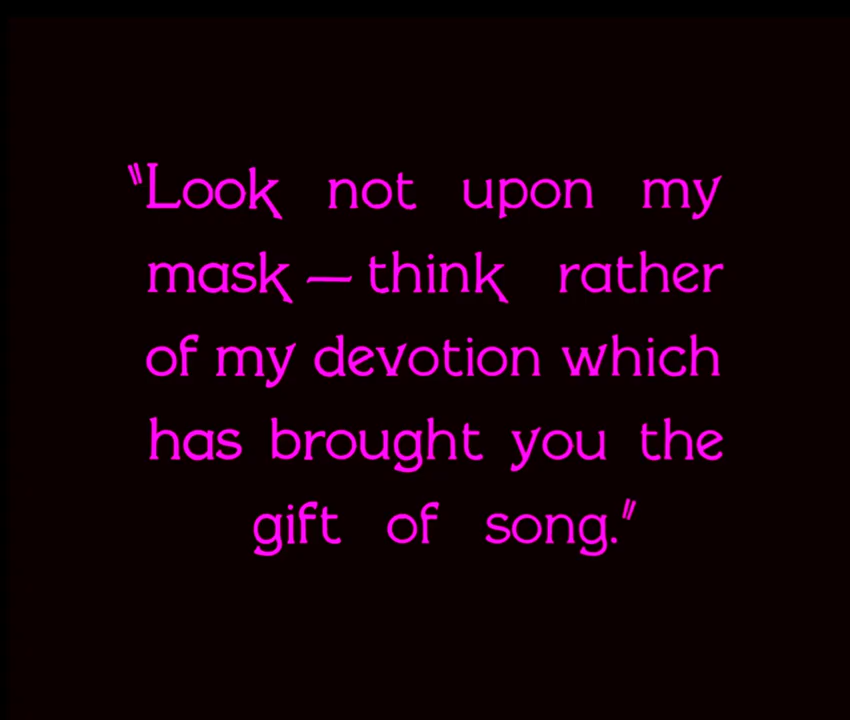 "Look not upon my
mask — think rather
of my devotion which
has brought you the
gift of song."